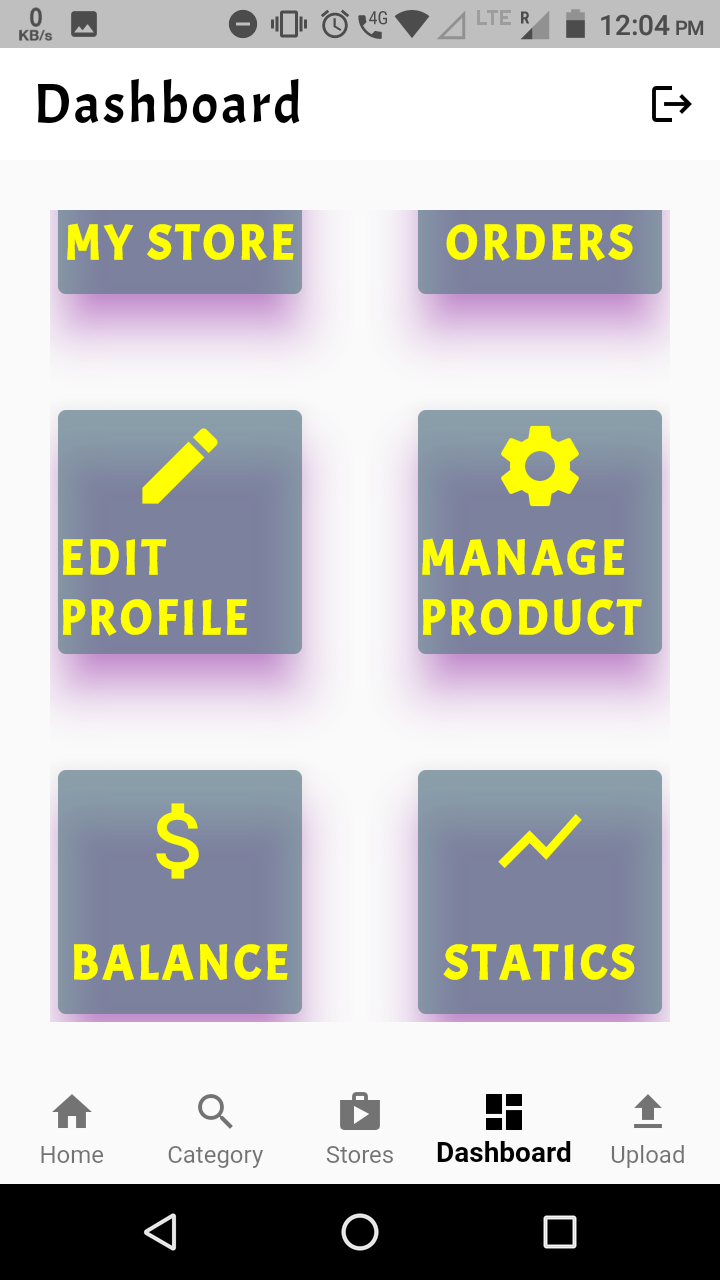 0
KB/s
4G
LTE
R
12:04 PM
Dashboard
MY STORE
ORDERS
EDIT
PROFILE
MANAGE
PRODUCT
BALANCE
STATICS
Home
Category
Stores
Dashboard
Upload